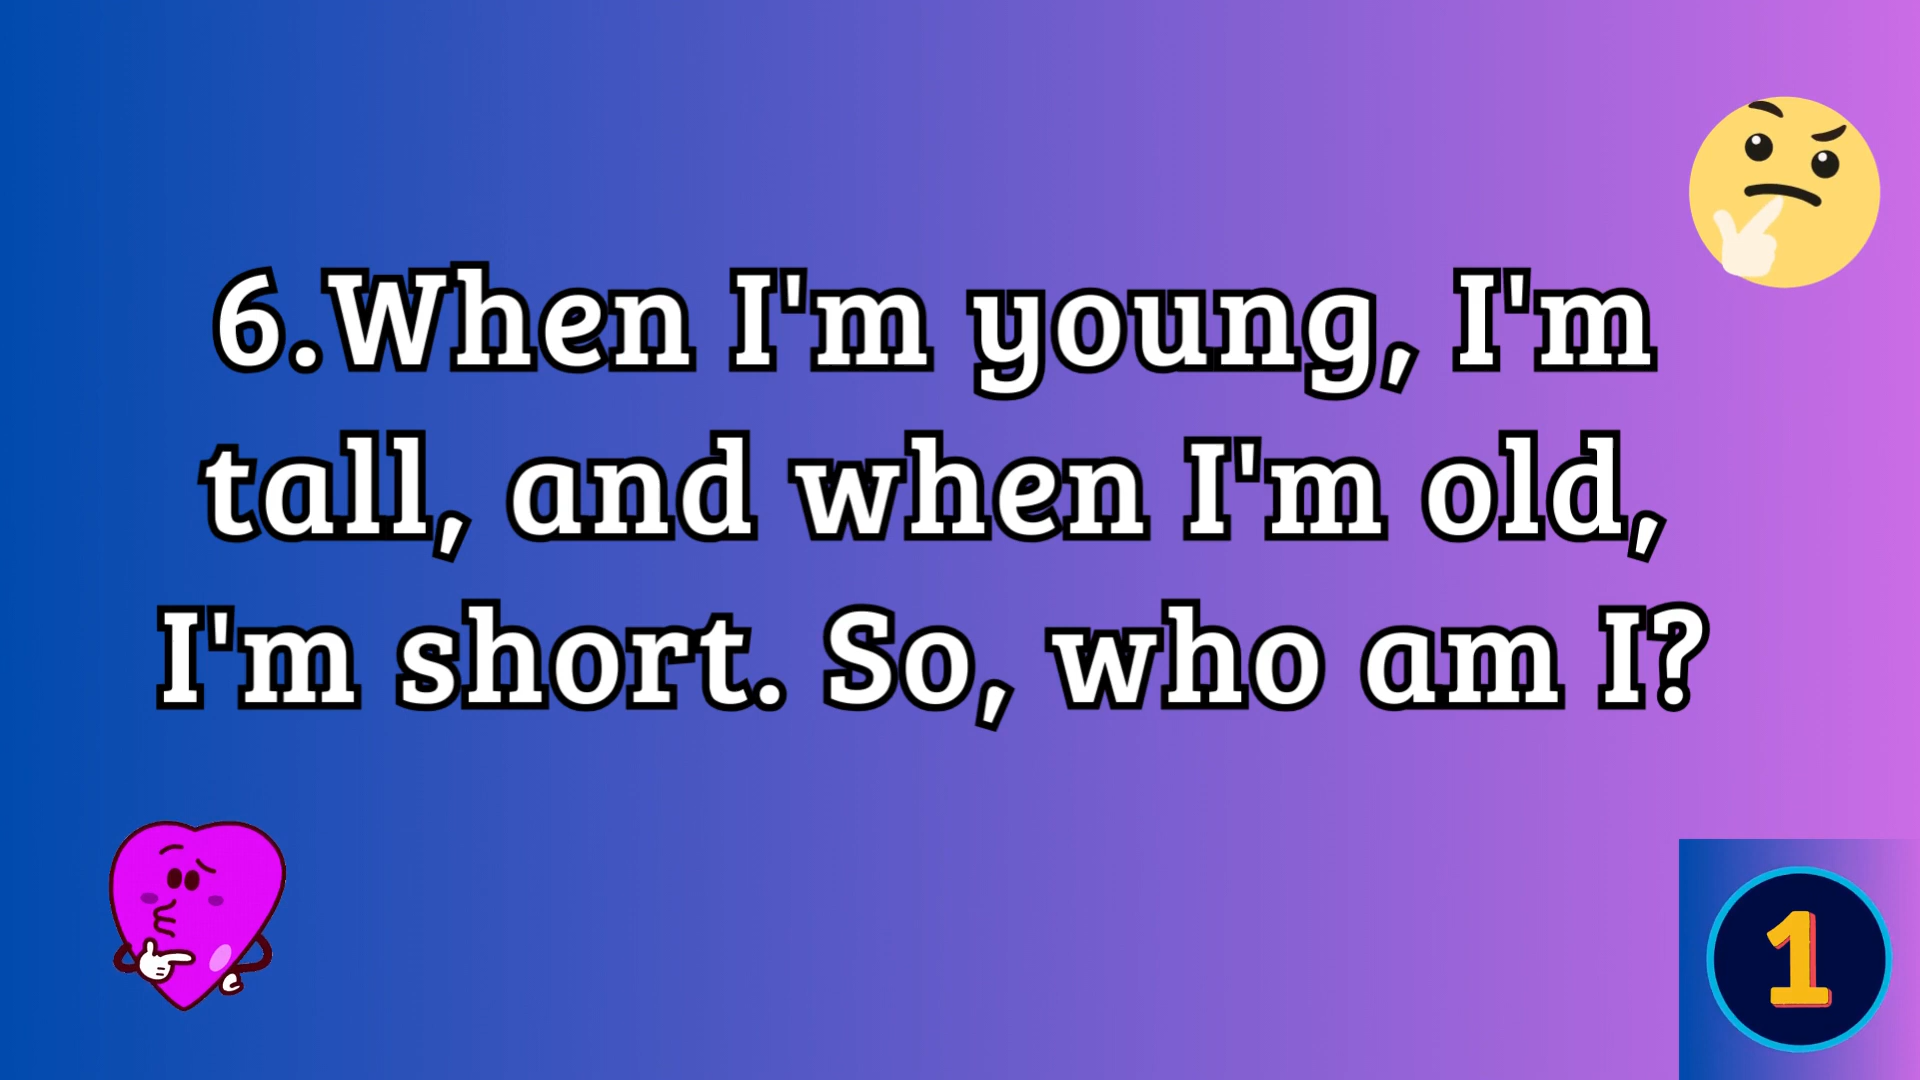 6.When I'm young, I'm
tall, and when I'm old,
I'm short. So, who am I?
1